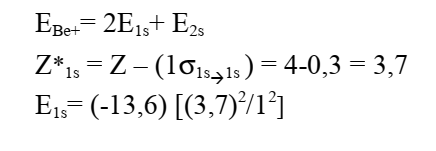 E_Be+= 2E_1s+ E_2s
Z*_1s = Z – (1σ_1s→1s ) = 4-0,3 = 3,7
E_1s= (-13,6) [(3,7)²/1²]